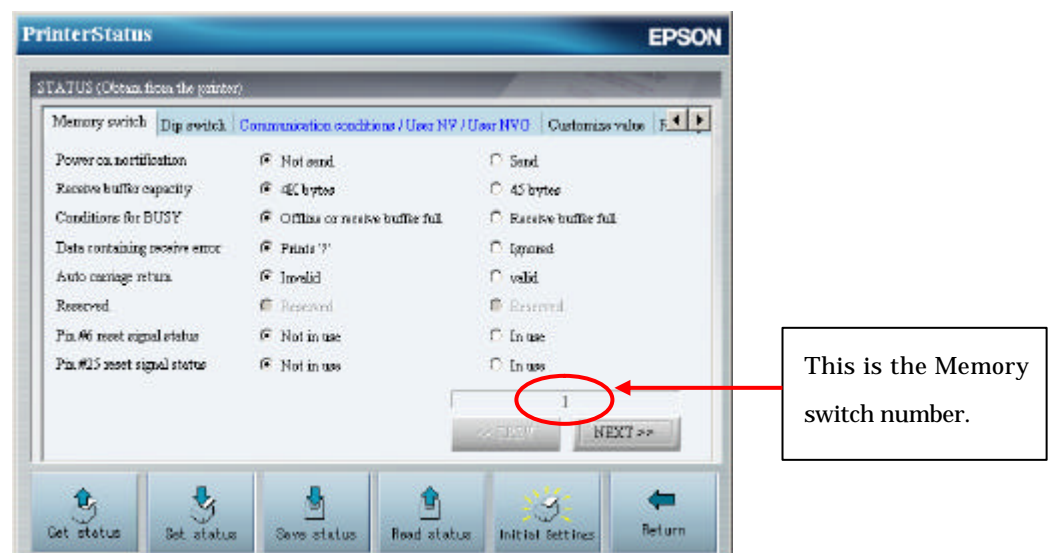 PrinterStatus EPSON
STATUS (Obtain from the printer)
Memory switch Dip switch Communication conditions / User NV / User NVG Customize value
Power on nortification Not send Send
Receive buffer capacity 4K bytes 45 bytes
Conditions for BUSY Offline or receive buffer full Receive buffer full
Data containing receive error Prints '?' Ignored
Auto carriage return Invalid valid
Reserved Reserved Reserved
Pin #6 reset signal status Not in use In use
Pin #25 reset signal status Not in use In use
1
NEXT >>
Get status Set status Save status Read status Initial Settings Return
This is the Memory
switch number.